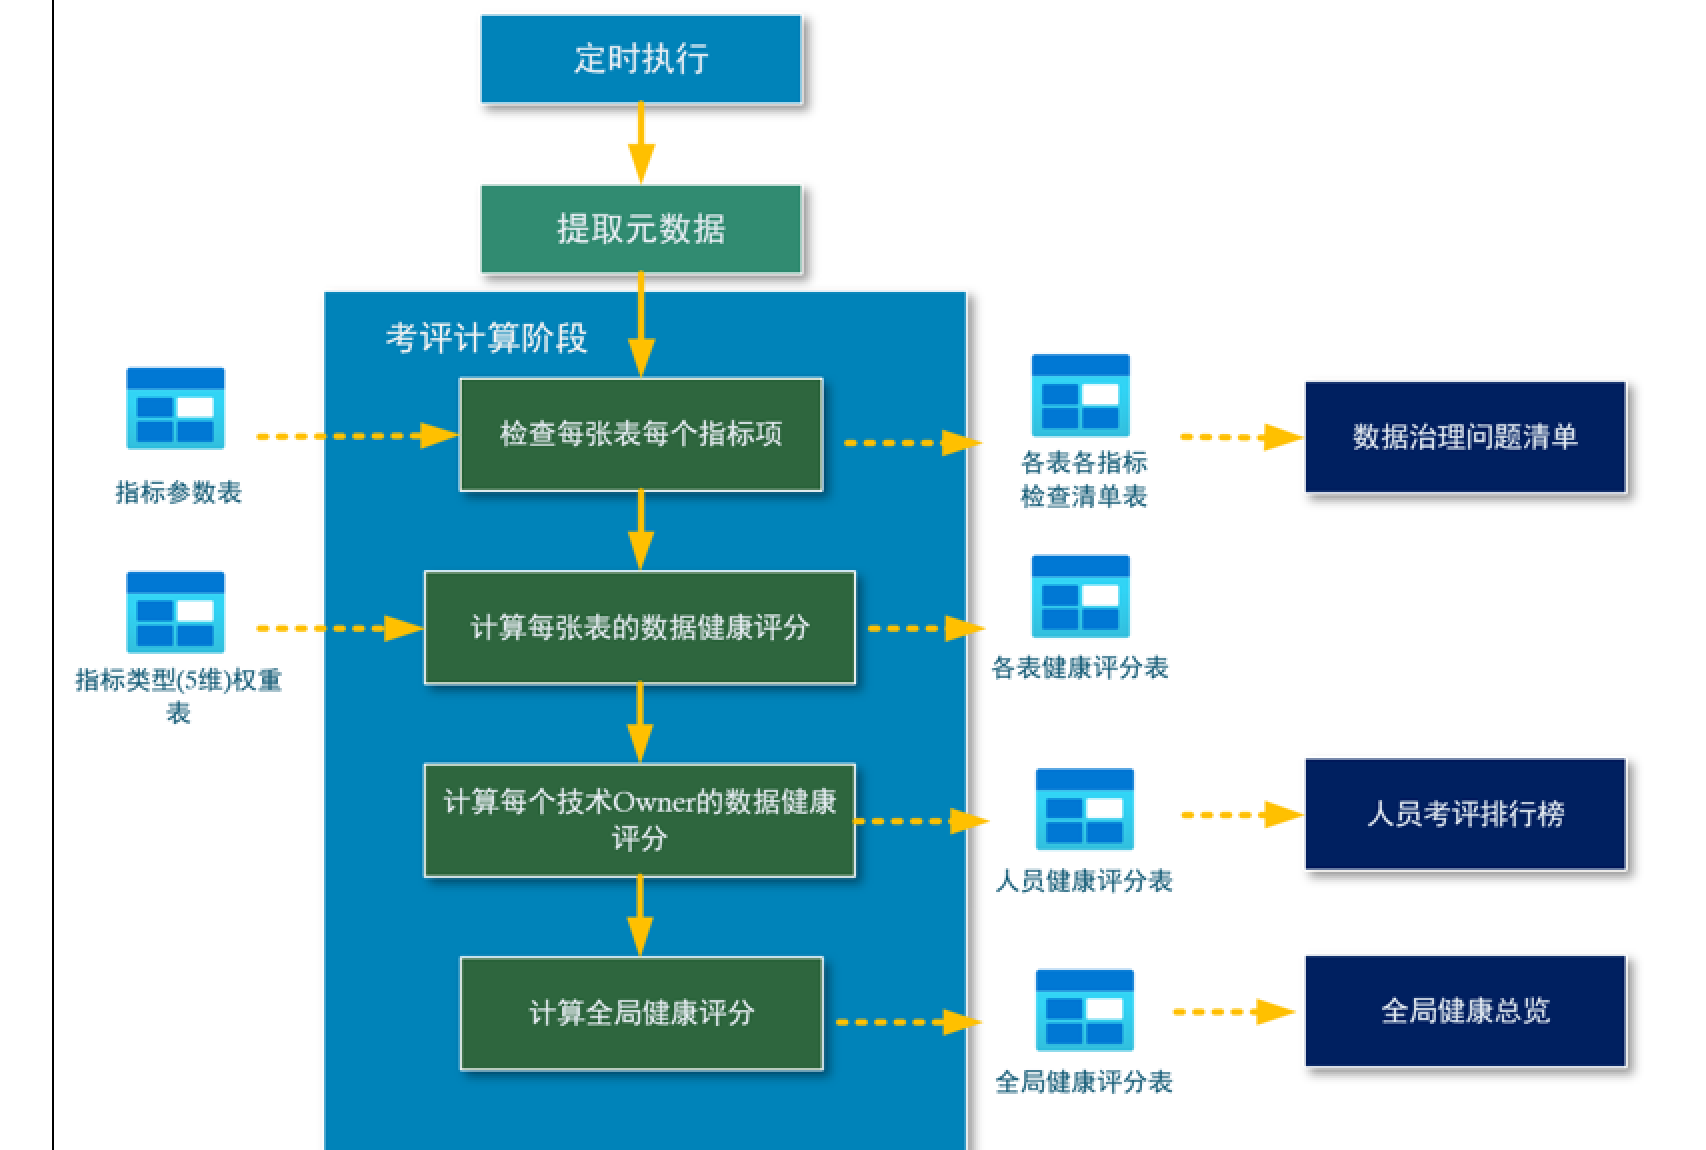 定时执行
提取元数据
考评计算阶段
指标参数表
检查每张表每个指标项
各表各指标
检查清单表
数据治理问题清单
指标类型(5维)权重
表
计算每张表的数据健康评分
各表健康评分表
计算每个技术Owner的数据健康
评分
人员健康评分表
人员考评排行榜
计算全局健康评分
全局健康评分表
全局健康总览